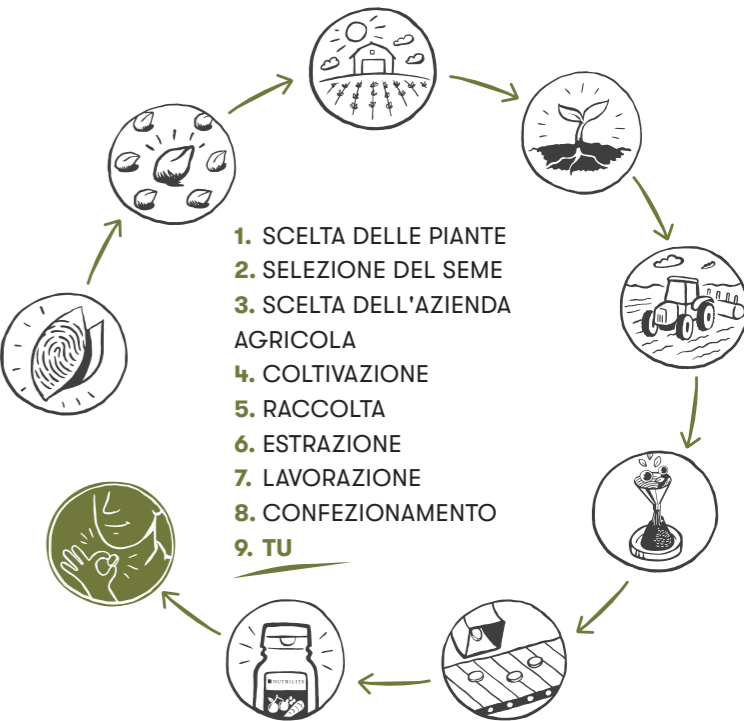 1. SCELTA DELLE PIANTE
2. SELEZIONE DEL SEME
3. SCELTA DELL'AZIENDA
AGRICOLA
4. COLTIVAZIONE
5. RACCOLTA
6. ESTRAZIONE
7. LAVORAZIONE
8. CONFEZIONAMENTO
9. TU
NUTRILITE